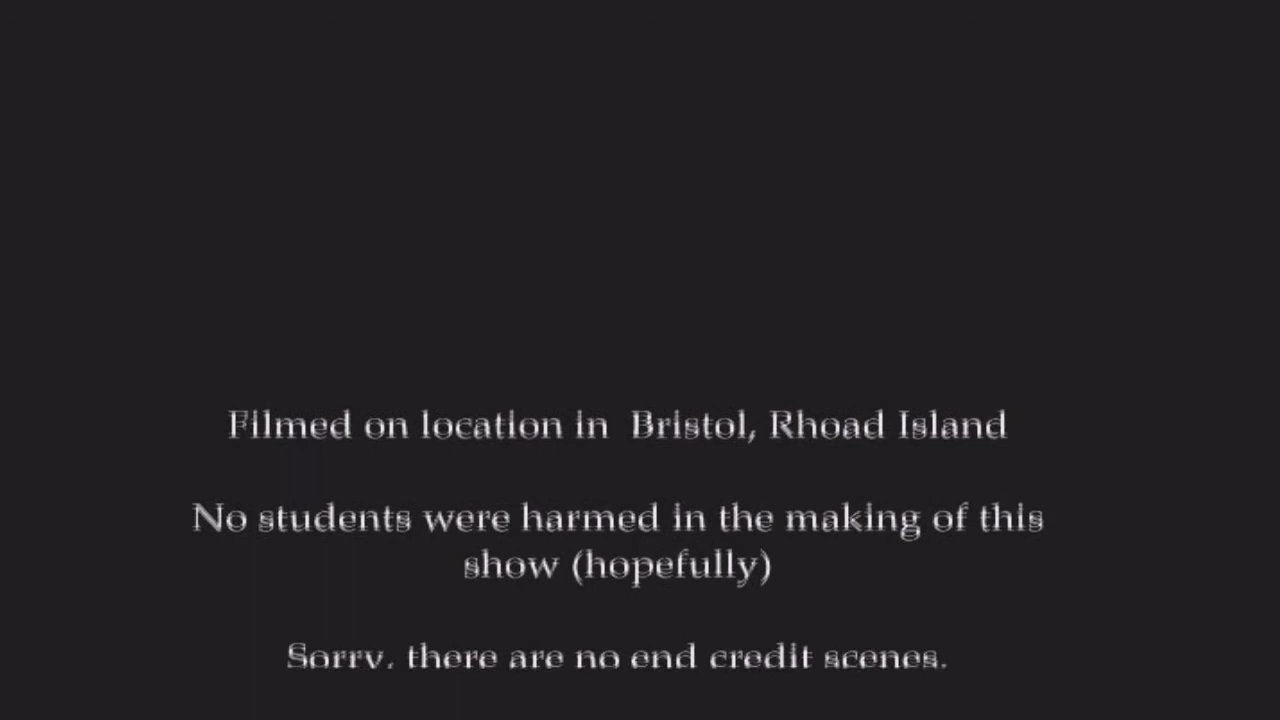 Filmed on location in  Bristol, Rhoad Island
No students were harmed in the making of this
show (hopefully)
Sorry, there are no end credit scenes.